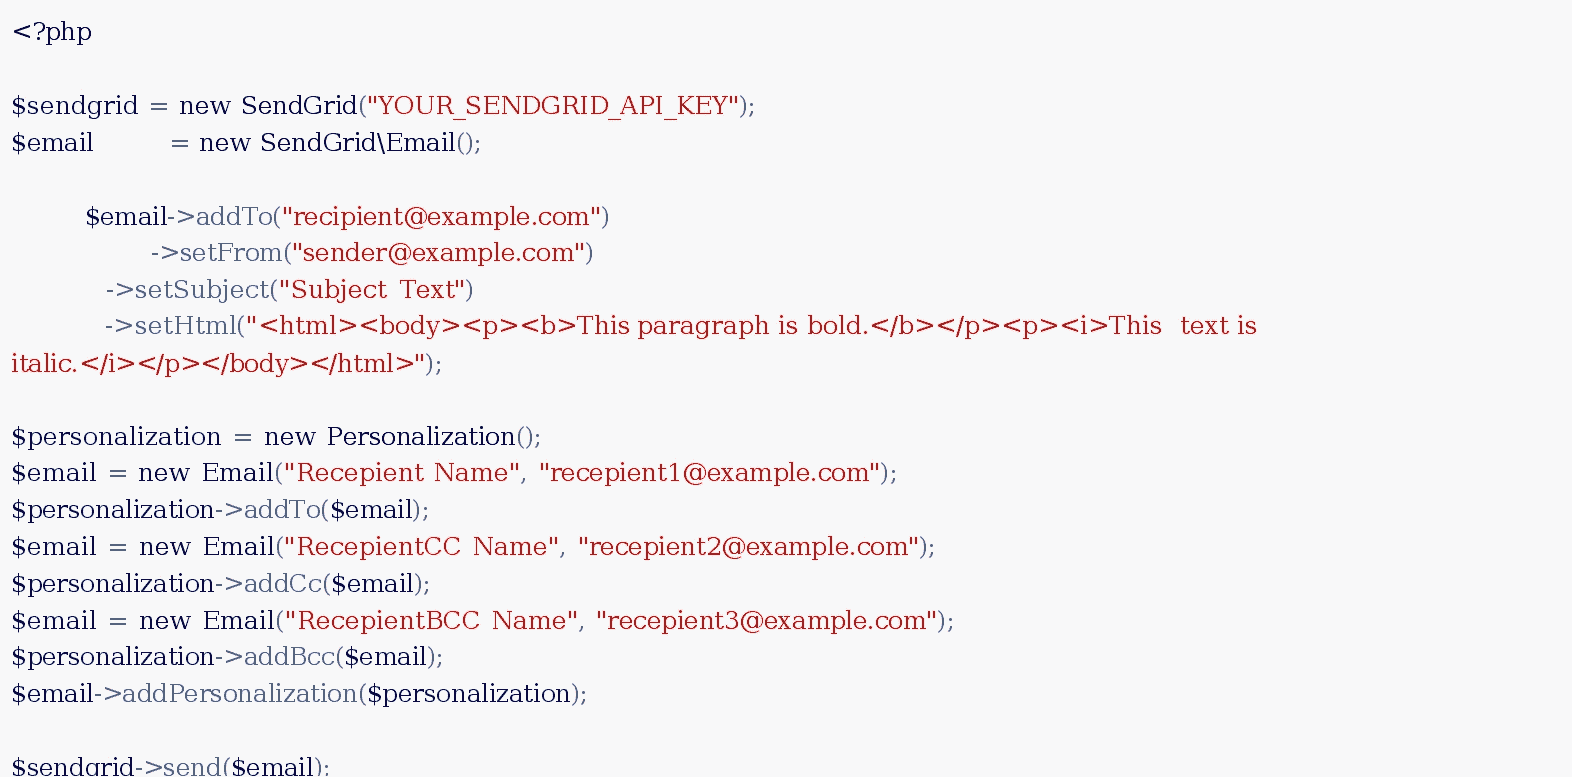 <?php
$sendgrid = new SendGrid("YOUR_SENDGRID_API_KEY");
$email = new SendGrid\Email();
$email->addTo("recipient@example.com")
->setFrom("sender@example.com")
->setSubject("Subject Text")
->setHtml("<html><body><p><b>This paragraph is bold.</b></p><p><i>This text is
italic.</i></p></body></html>");
$personalization = new Personalization();
$email = new Email("Recepient Name", "recepient1@example.com");
$personalization->addTo($email);
$email = new Email("RecepientCC Name", "recepient2@example.com");
$personalization->addCc($email);
$email = new Email("RecepientBCC Name", "recepient3@example.com");
$personalization->addBcc($email);
$email->addPersonalization($personalization);
$sendgrid->send($email);